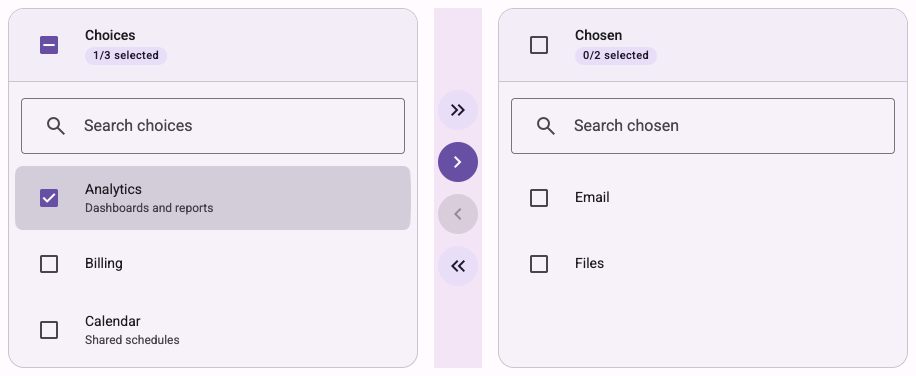 Choices
1/3 selected
Search choices
Analytics
Dashboards and reports
Billing
Calendar
Shared schedules
Chosen
0/2 selected
Search chosen
Email
Files